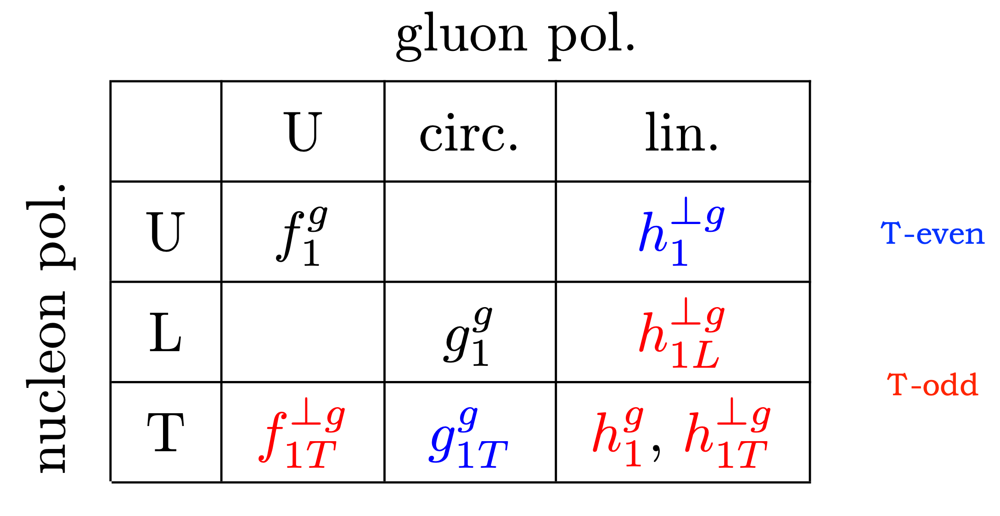 gluon pol.
nucleon pol.
U circ. lin.
U $f_1^g$ $h_1^{\perp g}$ T-even
L $g_1^g$ $h_{1L}^{\perp g}$
T-odd
T $f_{1T}^{\perp g}$ $g_{1T}^g$ $h_1^g, h_{1T}^{\perp g}$